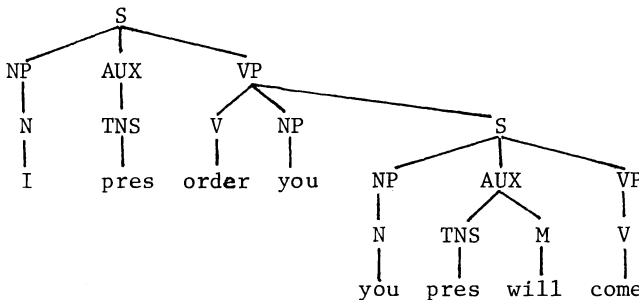 S
NP AUX VP
N TNS V NP S
I pres order you NP AUX VP
N TNS M V
you pres will come